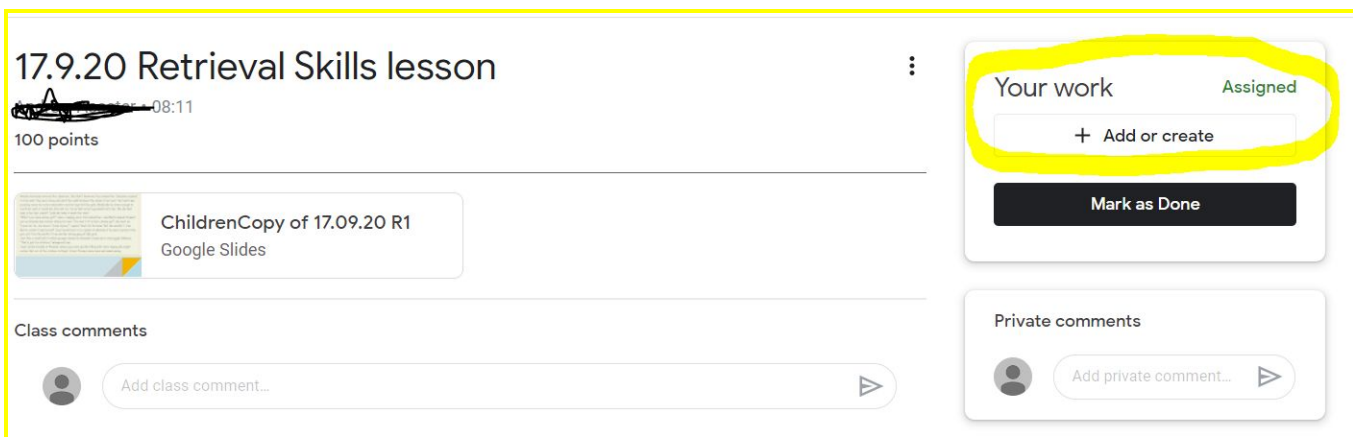 17.9.20 Retrieval Skills lesson
08:11
100 points
ChildrenCopy of 17.09.20 R1
Google Slides
Class comments
Add class comment...
Your work
Assigned
+ Add or create
Mark as Done
Private comments
Add private comment...